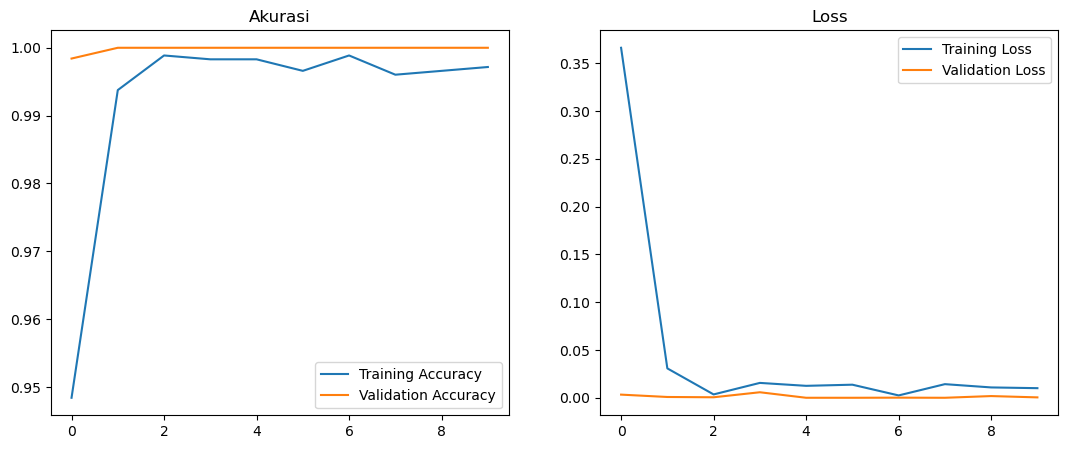 Akurasi
1.00
0.99
0.98
0.97
0.96
0.95
0 2 4 6 8
Training Accuracy
Validation Accuracy
Loss
0.35
0.30
0.25
0.20
0.15
0.10
0.05
0.00
0 2 4 6 8
Training Loss
Validation Loss